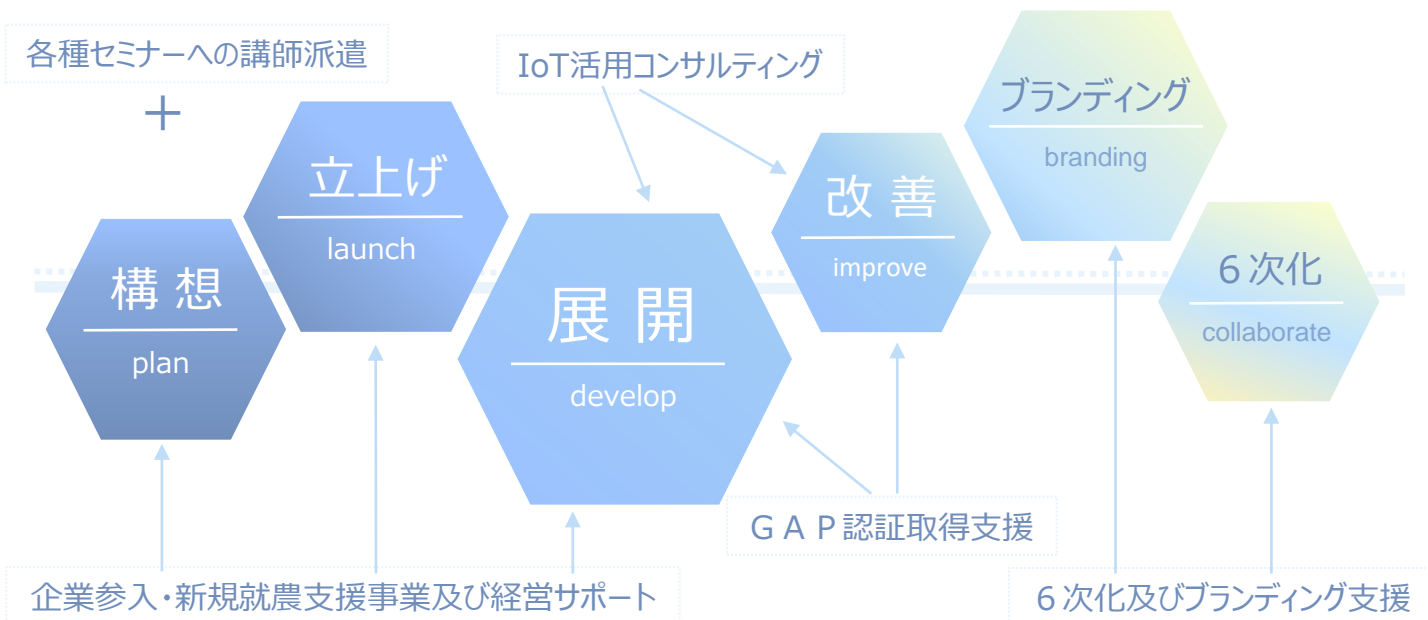 各種セミナーへの講師派遣
＋
IoT活用コンサルティング
構 想
plan
立上げ
launch
展 開
develop
改 善
improve
ブランディング
branding
６次化
collaborate
ＧＡＰ認証取得支援
企業参入・新規就農支援事業及び経営サポート
６次化及びブランディング支援